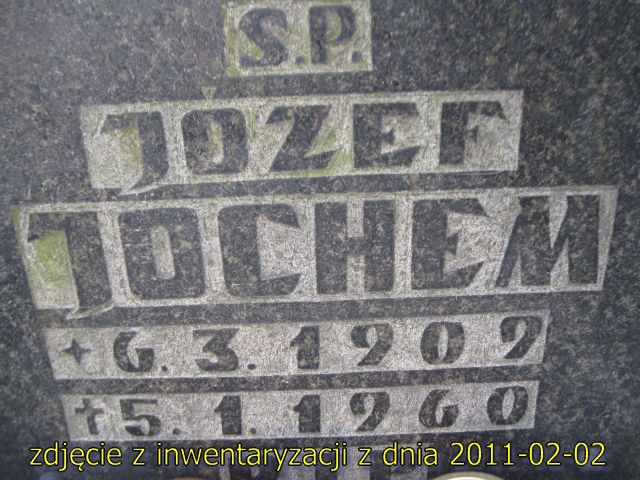 S.P.
JÓZEF
JOCHEM
* 6.3.1909
† 5.1.1960
zdjęcie z inwentaryzacji z dnia 2011-02-02